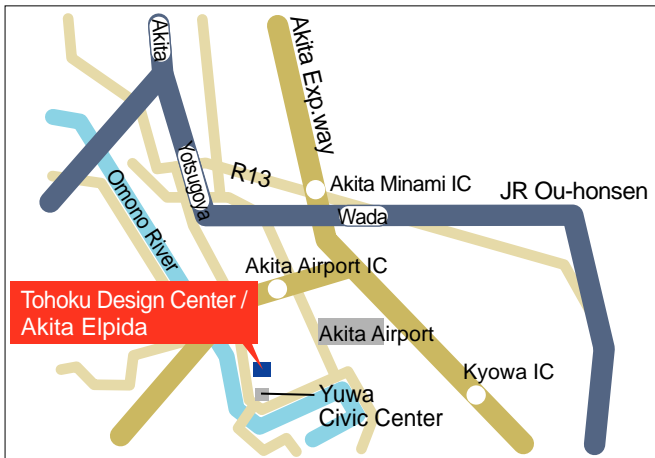 Akita
Akita Exp.way
Yotsugoya
R13
Akita Minami IC
JR Ou-honsen
Wada
Omono River
Akita Airport IC
Tohoku Design Center /
Akita Elpida
Akita Airport
Kyowa IC
Yuwa
Civic Center